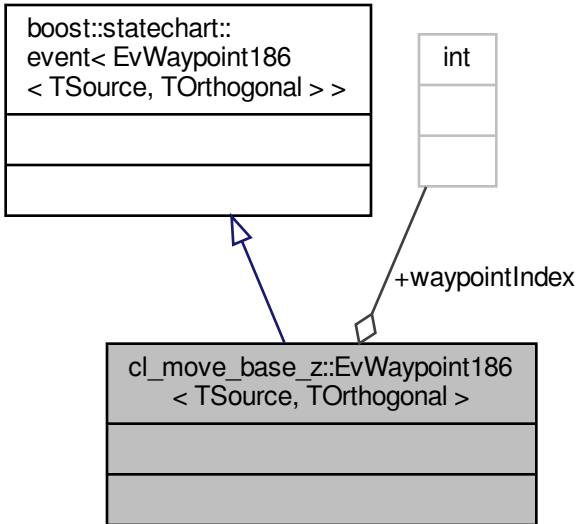 boost::statechart::
event< EvWaypoint186
< TSource, TOrthogonal > >
int
+waypointIndex
cl_move_base_z::EvWaypoint186
< TSource, TOrthogonal >